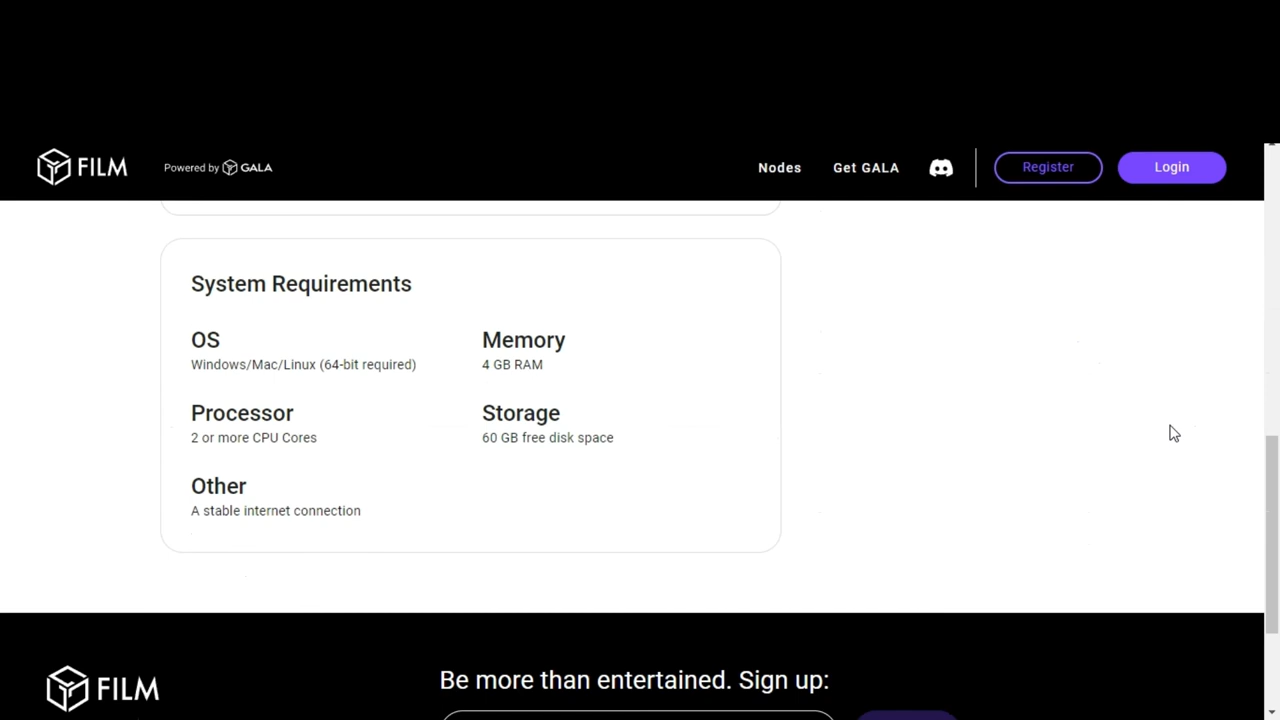 FILM
Powered by GALA
Nodes
Get GALA
Register
Login
System Requirements
OS
Windows/Mac/Linux (64-bit required)
Memory
4 GB RAM
Processor
2 or more CPU Cores
Storage
60 GB free disk space
Other
A stable internet connection
FILM
Be more than entertained. Sign up: